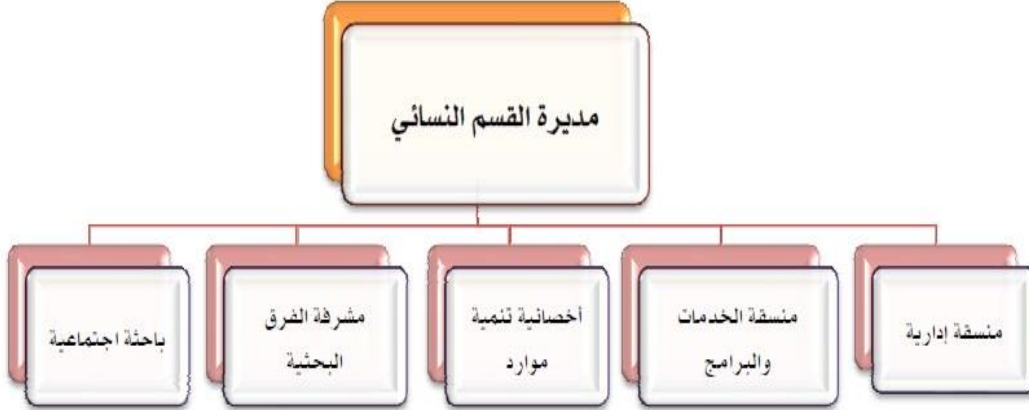 مديرة القسم النسائي
منسقة إدارية
منسقة الخدمات
والبرامج
أخصائية تنمية
موارد
مشرفة الفرق
البحثية
باحثة اجتماعية